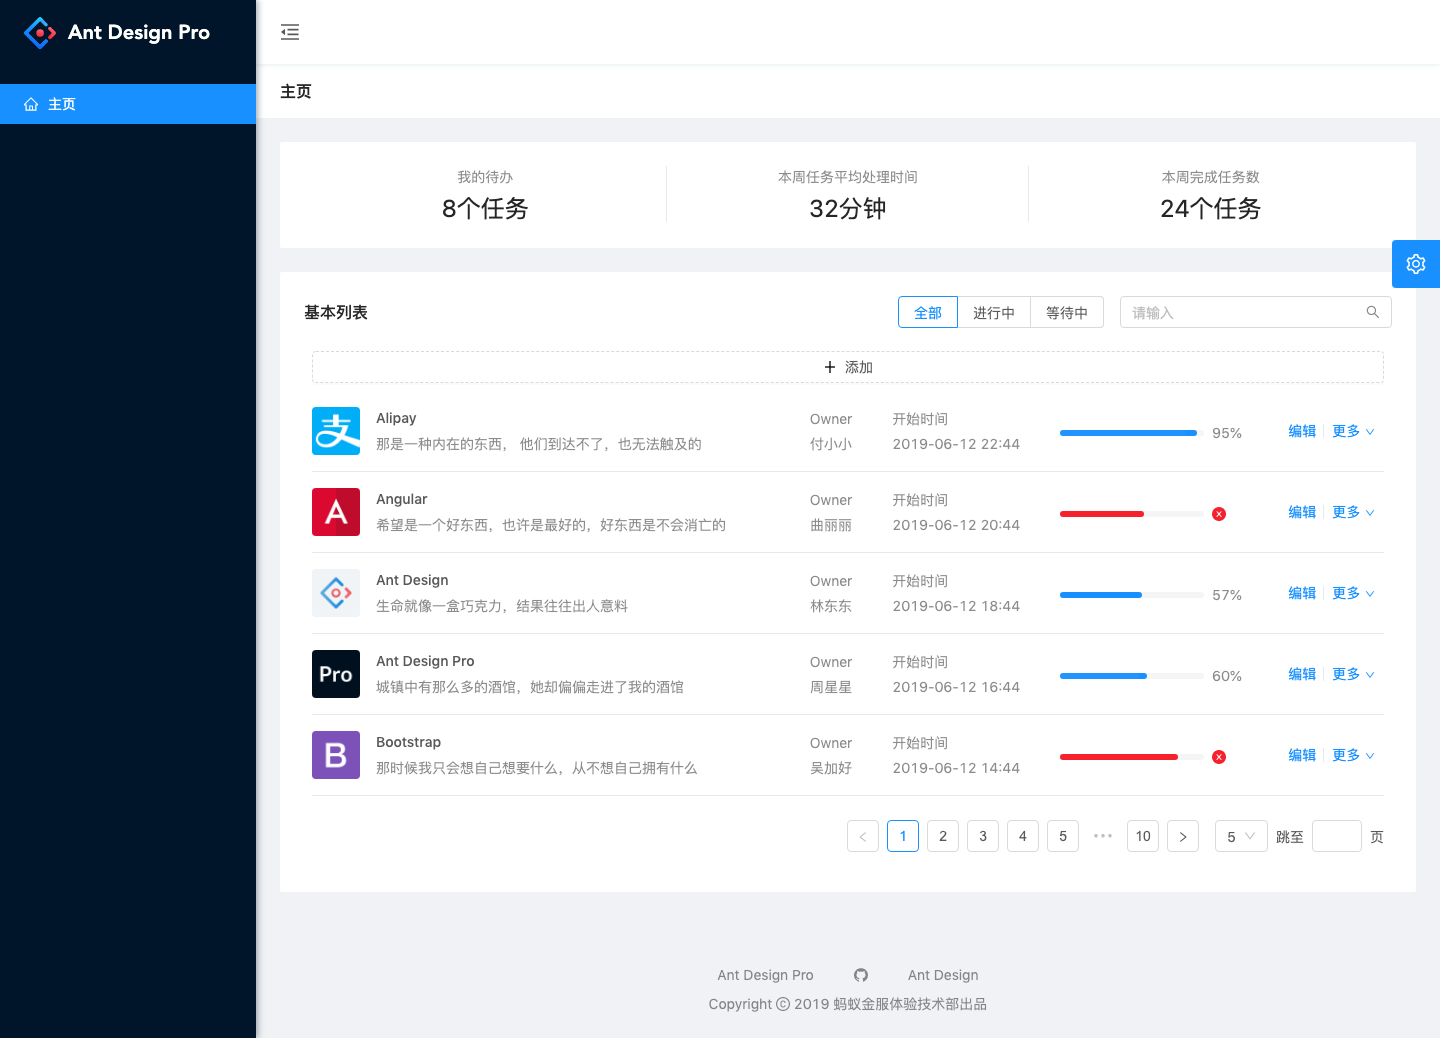 Ant Design Pro
主页
主页
我的待办
8个任务
本周任务平均处理时间
32分钟
本周完成任务数
24个任务
基本列表
全部
进行中
等待中
请输入
添加
Alipay
那是一种内在的东西， 他们到达不了，也无法触及的
Owner
付小小
开始时间
2019-06-12 22:44
95%
编辑
更多
A
Angular
希望是一个好东西，也许是最好的，好东西是不会消亡的
Owner
曲丽丽
开始时间
2019-06-12 20:44
编辑
更多
Ant Design
生命就像一盒巧克力，结果往往出人意料
Owner
林东东
开始时间
2019-06-12 18:44
57%
编辑
更多
Pro
Ant Design Pro
城镇中有那么多的酒馆，她却偏偏走进了我的酒馆
Owner
周星星
开始时间
2019-06-12 16:44
60%
编辑
更多
B
Bootstrap
那时候我只会想自己想要什么，从不想自己拥有什么
Owner
吴加好
开始时间
2019-06-12 14:44
编辑
更多
1 2 3 4 5 ••• 10
5
跳至
页
Ant Design Pro
Ant Design
Copyright © 2019 蚂蚁金服体验技术部出品